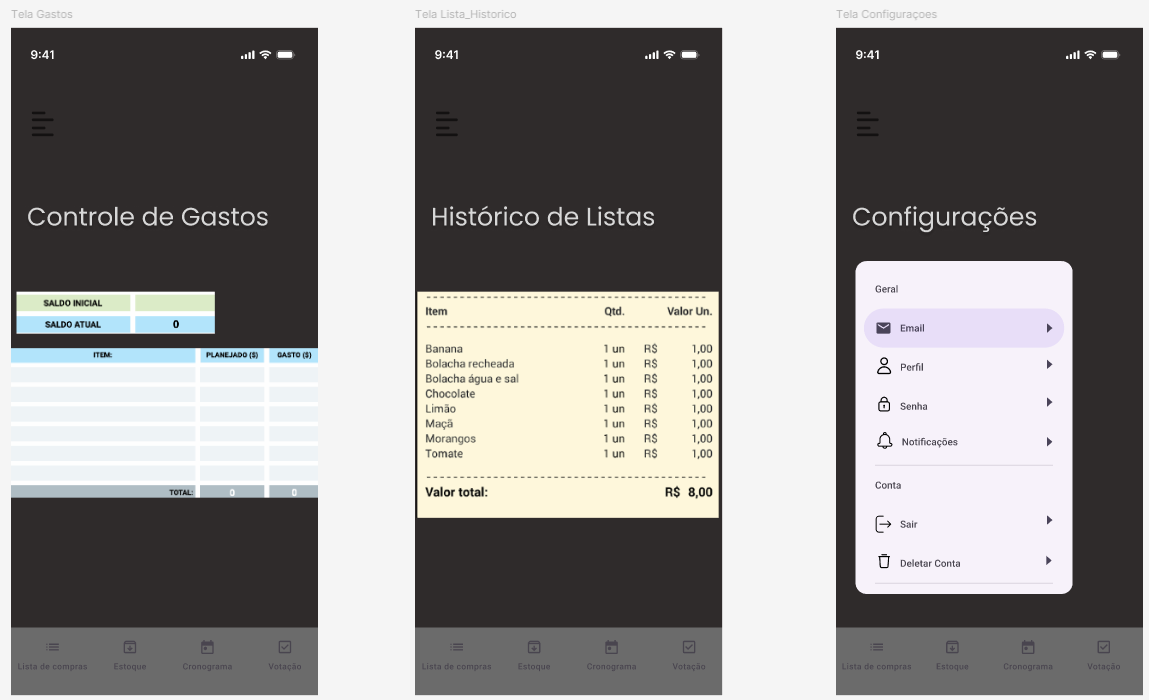 Tela Gastos
9:41
Controle de Gastos
SALDO INICIAL
SALDO ATUAL 0
ITEM: PLANEJADO ($) GASTO ($)
TOTAL: 0 0
Lista de compras Estoque Cronograma Votação
Tela Lista_Historico
9:41
Histórico de Listas
Item Qtd. Valor Un.
Banana 1 un R$ 1,00
Bolacha recheada 1 un R$ 1,00
Bolacha água e sal 1 un R$ 1,00
Chocolate 1 un R$ 1,00
Limão 1 un R$ 1,00
Maçã 1 un R$ 1,00
Morangos 1 un R$ 1,00
Tomate 1 un R$ 1,00
Valor total: R$ 8,00
Lista de compras Estoque Cronograma Votação
Tela Configuraçoes
9:41
Configurações
Geral
Email
Perfil
Senha
Notificações
Conta
Sair
Deletar Conta
Lista de compras Estoque Cronograma Votação